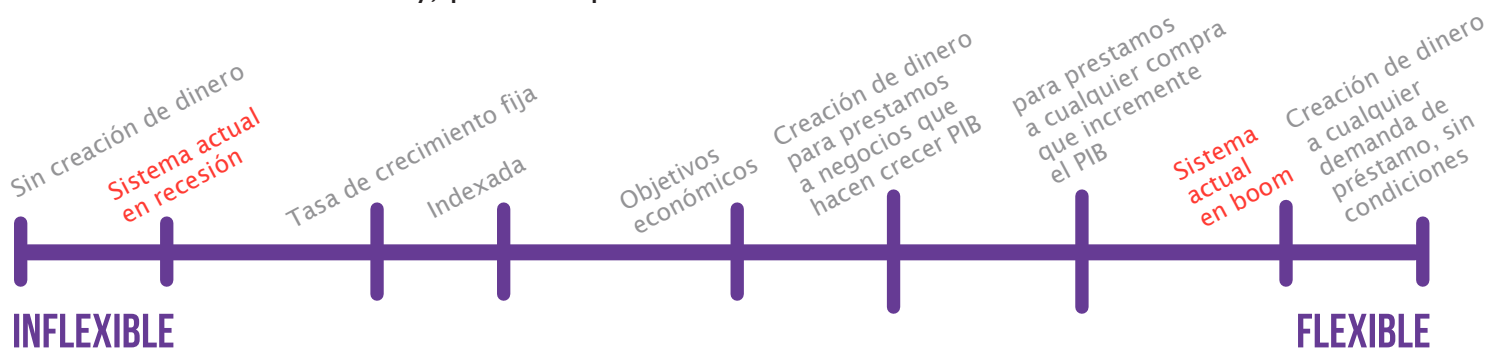 Sin creación de dinero
Sistema actual
en recesión
Tasa de crecimiento fija
Indexada
Objetivos
económicos
Creación de dinero
para prestamos
a negocios que
hacen crecer PIB
para prestamos
a cualquier compra
que incremente
el PIB
Sistema
actual
en boom
Creación de dinero
a cualquier
demanda de
préstamo, sin
condiciones
INFLEXIBLE
FLEXIBLE